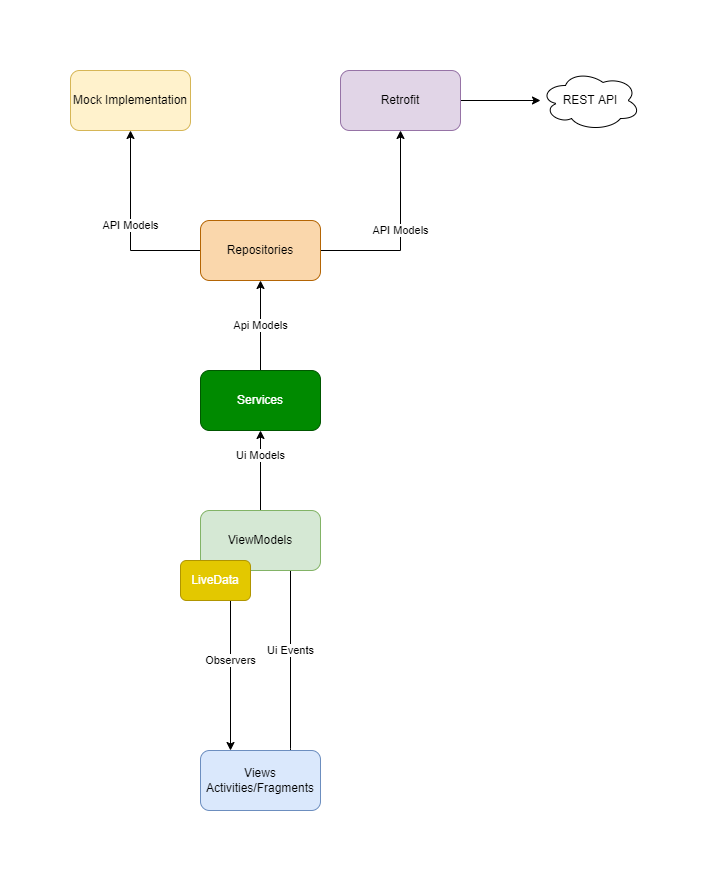 Mock Implementation
Retrofit
REST API
API Models
API Models
Repositories
Api Models
Services
Ui Models
ViewModels
LiveData
Observers
Ui Events
Views
Activities/Fragments